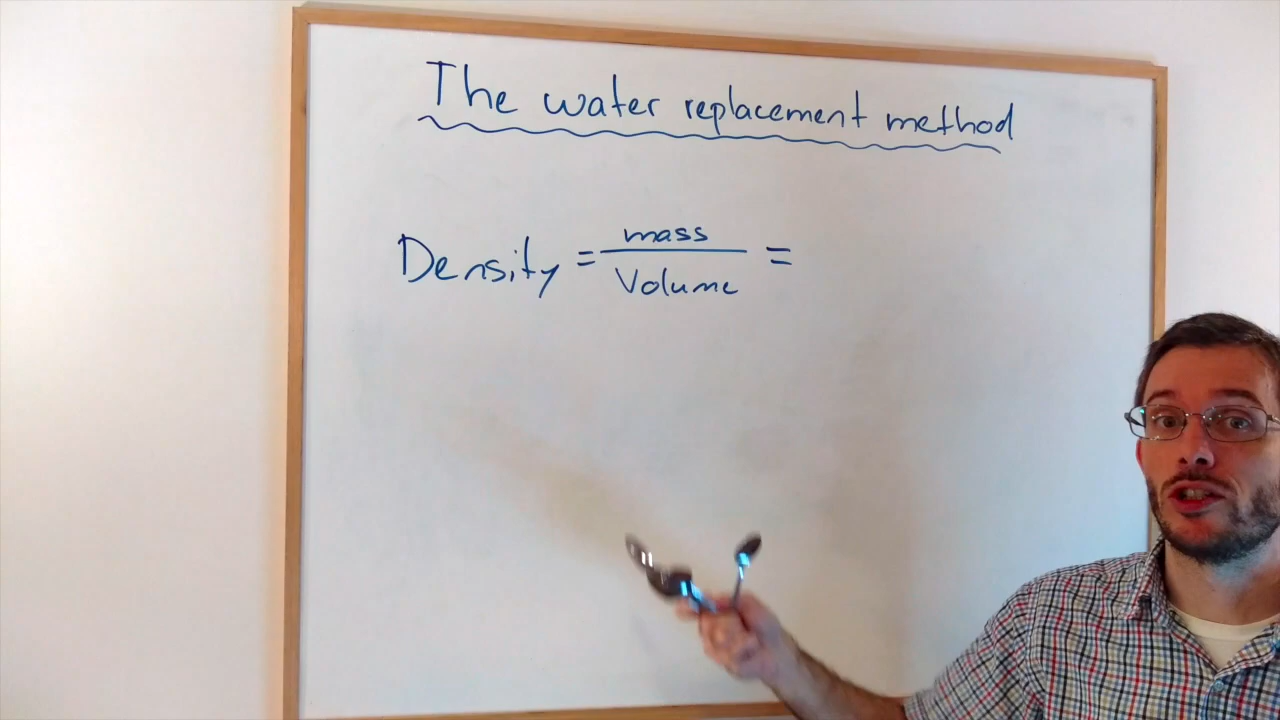 The water replacement method
Density = mass / Volume =